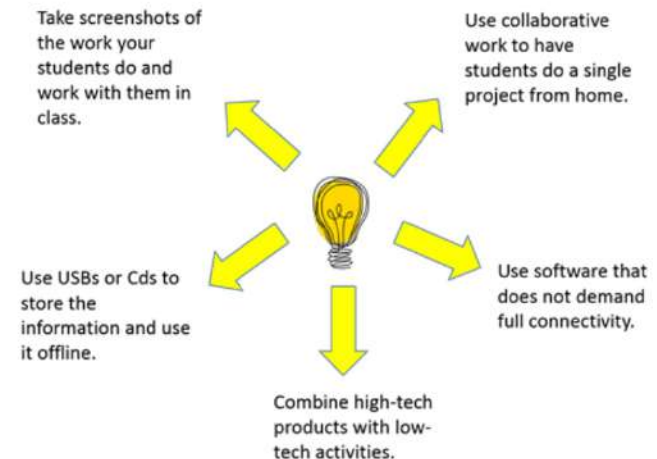 Take screenshots of
the work your
students do and
work with them in
class.
Use collaborative
work to have
students do a single
project from home.
Use USBs or Cds to
store the
information and use
it offline.
Use software that
does not demand
full connectivity.
Combine high-tech
products with low-
tech activities.